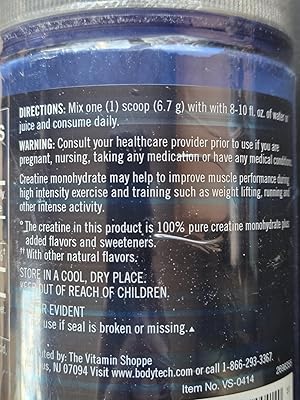 DIRECTIONS: Mix one (1) scoop (6.7 g) with with 8-10 fl. oz. of water or
juice and consume daily.
WARNING: Consult your healthcare provider prior to use if you are
pregnant, nursing, taking any medication or have any medical conditions.
Creatine monohydrate may help to improve muscle performance during
high intensity exercise and training such as weight lifting, running and
other intense activity.
The creatine in this product is 100% pure creatine monohydrate plus
added flavors and sweeteners.
†† With other natural flavors.
STORE IN A COOL, DRY PLACE.
KEEP OUT OF REACH OF CHILDREN.
EVIDENT
use if seal is broken or missing.
by: The Vitamin Shoppe
NJ 07094 Visit www.bodytech.com or call 1-866-293-3367.
Item No. VS-0414